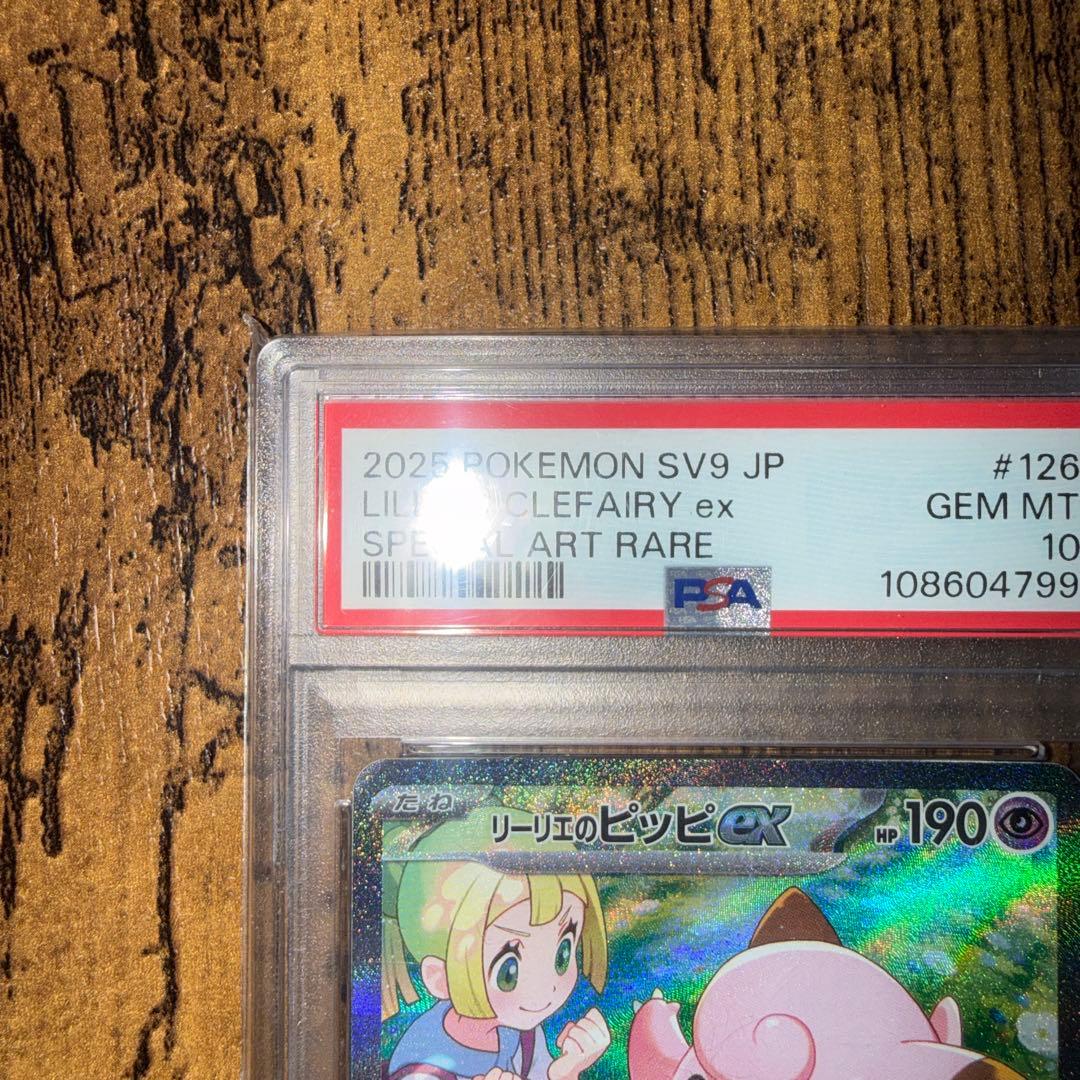 2025 POKEMON SV9 JP #126
CLEFAIRY ex GEM MT
ART RARE 10
PSA 108604799
たね リーリエのピッピex HP 190